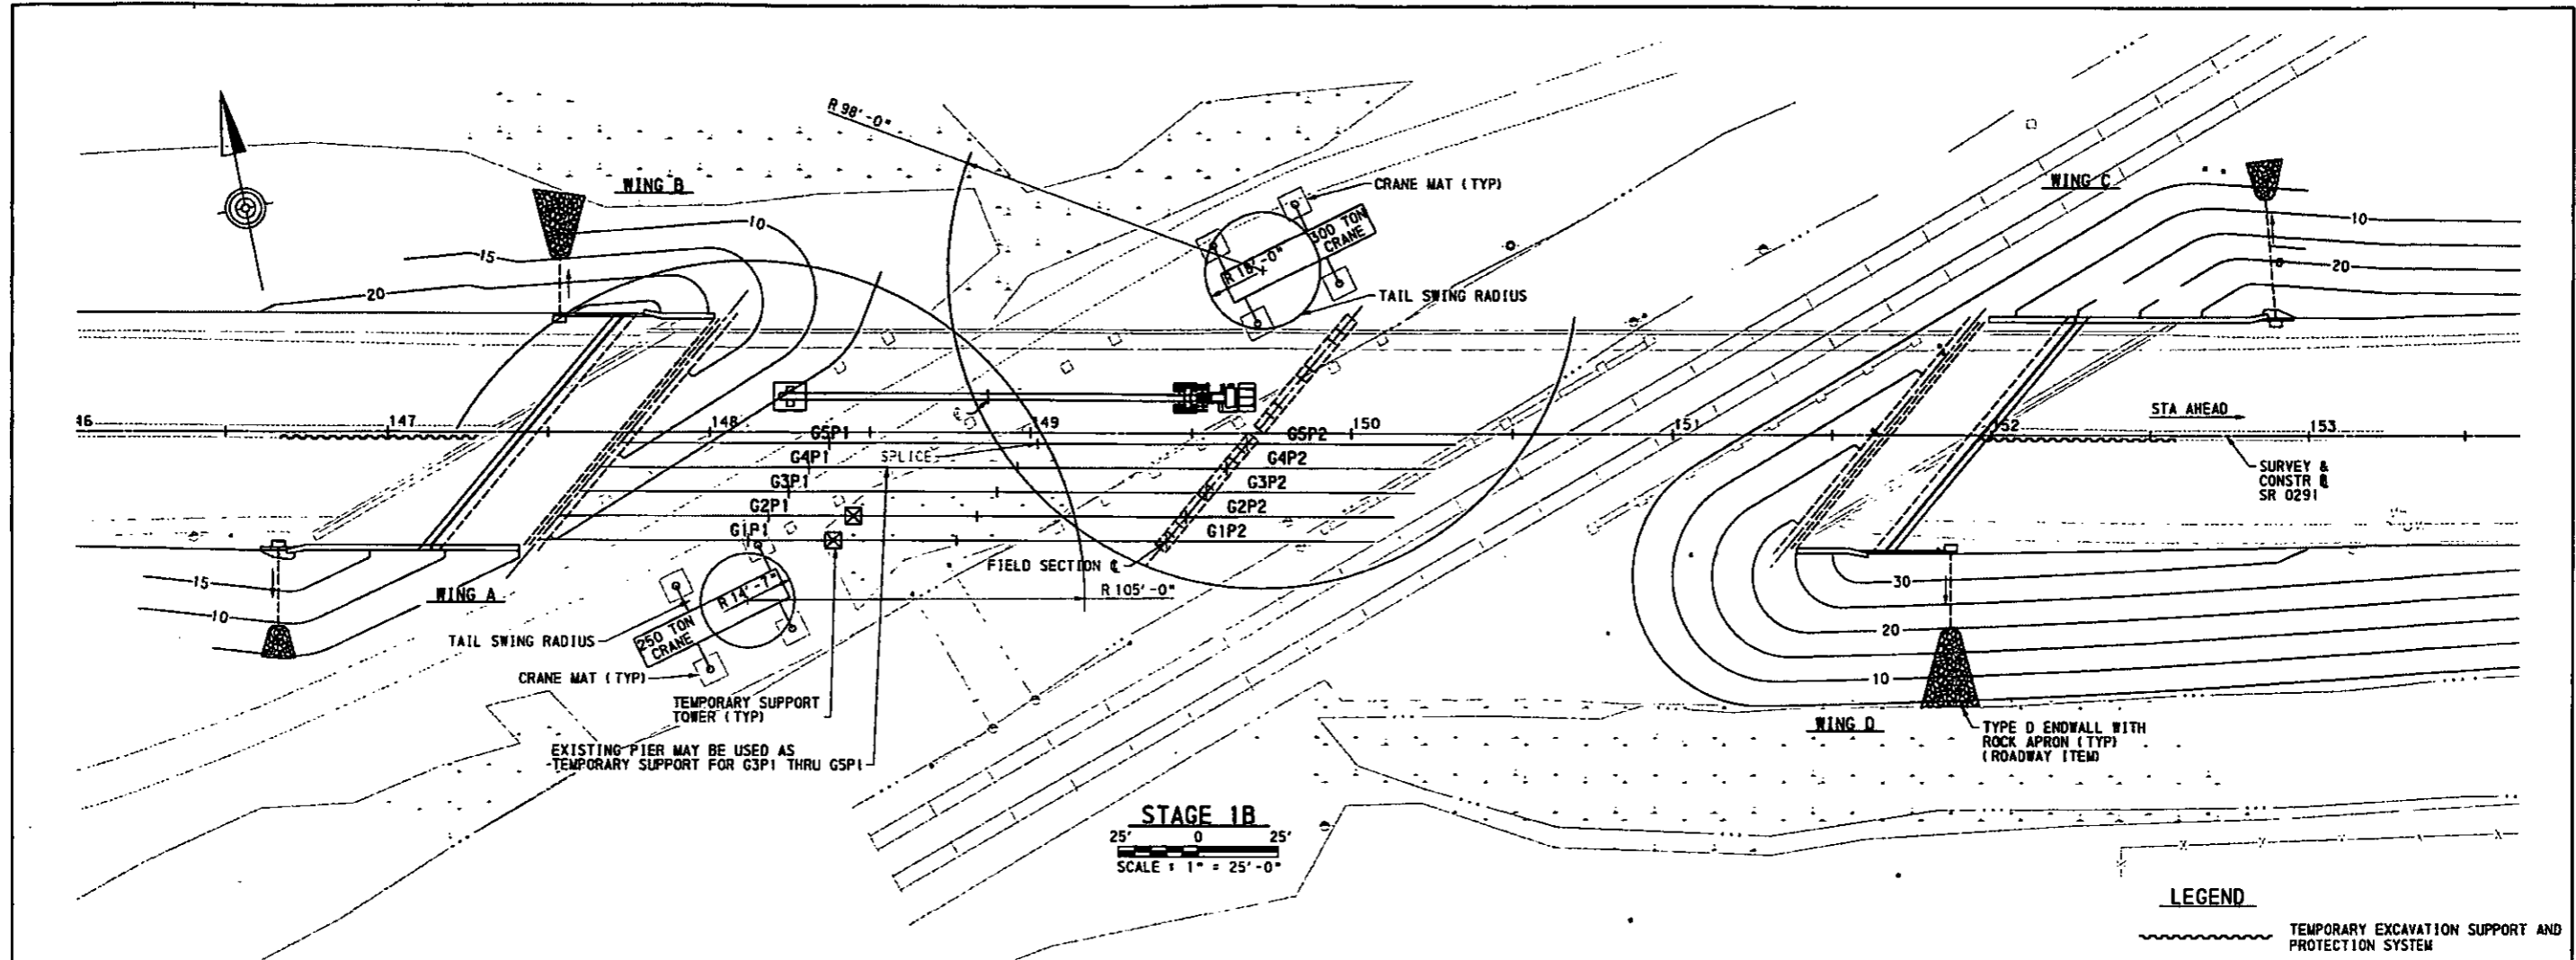 R 98'-0"
WING B
CRANE MAT (TYP)
WING C
10
10
15
300 TON
CRANE
R 18'-0"
20
20
TAIL SWING RADIUS
STA AHEAD
46
147
148
149
150
151
152
153
G5P1
G5P2
SPLICE
G4P1
G4P2
SURVEY &
CONSTR ℄
SR 0291
G3P1
G3P2
G2P1
G2P2
G1P1
G1P2
FIELD SECTION ℄
15
WING A
R 14'-7"
R 105'-0"
30
10
250 TON
CRANE
TAIL SWING RADIUS
20
CRANE MAT (TYP)
10
TEMPORARY SUPPORT
TOWER (TYP)
WING D
TYPE D ENDWALL WITH
ROCK APRON (TYP)
(ROADWAY ITEM)
EXISTING PIER MAY BE USED AS
TEMPORARY SUPPORT FOR G3P1 THRU G5P1
STAGE 1B
25' 0 25'
SCALE : 1" = 25'-0"
LEGEND
TEMPORARY EXCAVATION SUPPORT AND
PROTECTION SYSTEM